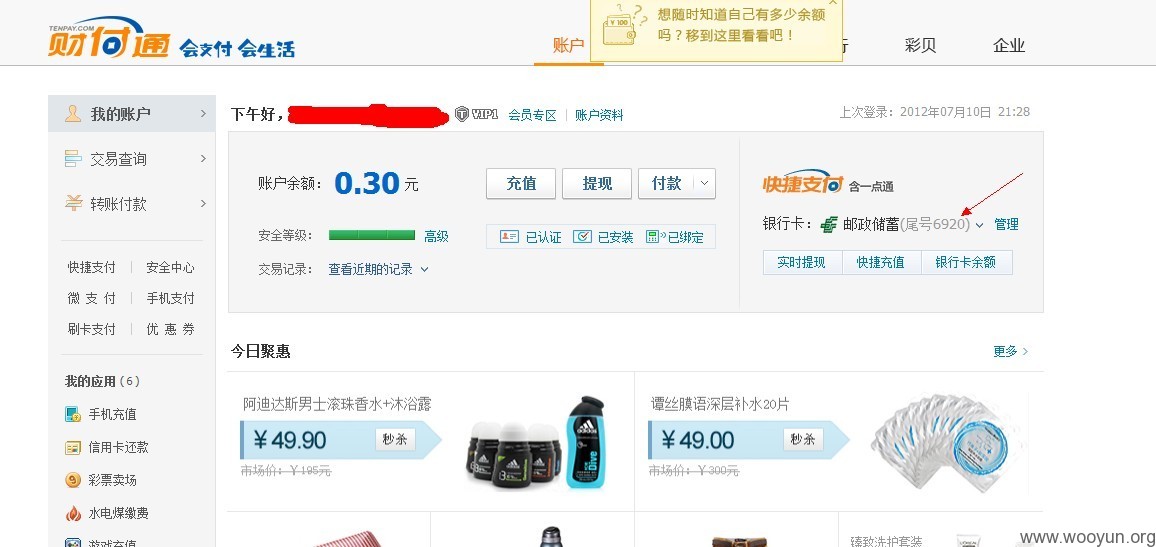 TENPAY.COM
财付通 会支付 会生活
想随时知道自己有多少余额
吗？移到这里看看吧！
¥ 100
账户
行
彩贝
企业
我的账户
交易查询
转账付款
快捷支付
安全中心
微 支 付
手机支付
刷卡支付
优 惠 券
我的应用(6)
手机充值
信用卡还款
彩票卖场
水电煤缴费
游戏充值
下午好，
VIP1 会员专区 账户资料
上次登录：2012年07月10日 21:28
账户余额：0.30 元
充值
提现
付款
安全等级：
高级
已认证
已安装
已绑定
交易记录：查看近期的记录
快捷支付 含一点通
银行卡：邮政储蓄(尾号6920)
管理
实时提现
快捷充值
银行卡余额
今日聚惠
更多
阿迪达斯男士滚珠香水+沐浴露
¥49.90
秒杀
市场价：¥195元
adidas
Dive
谭丝膜语深层补水20片
¥49.00
秒杀
市场价：¥300元
臻致洗护套装
www.wooyun.org